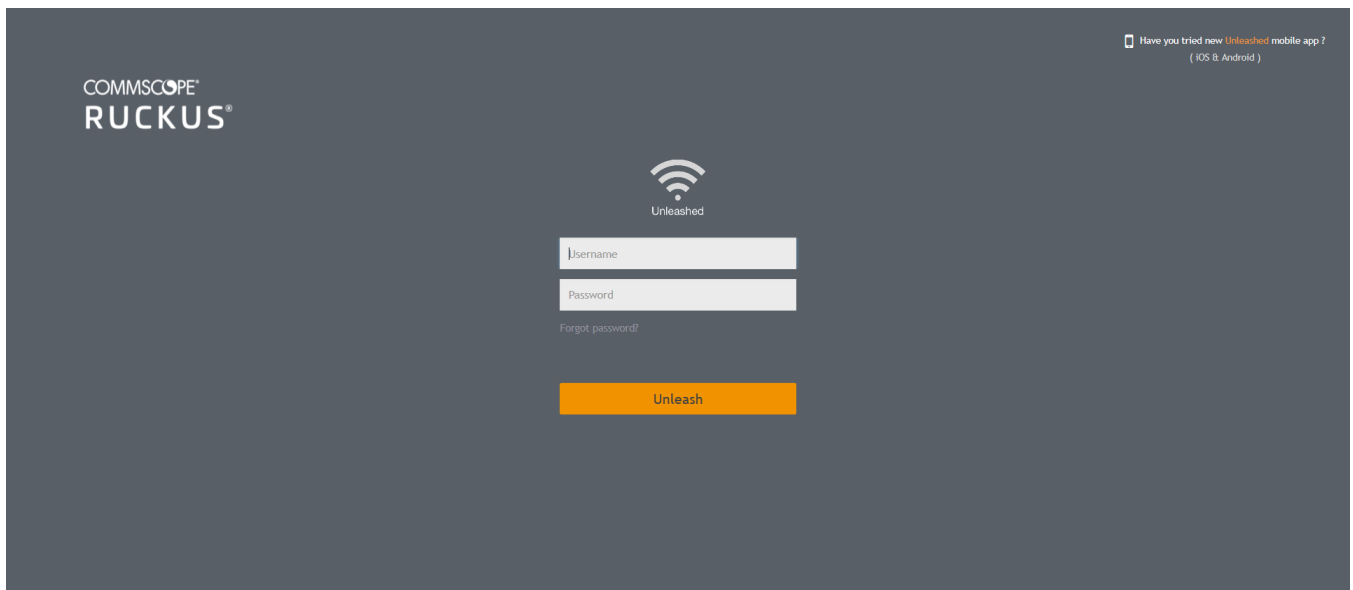 Have you tried new Unleashed mobile app ?
( iOS & Android )
COMMSCOPE®
RUCKUS®
Unleashed
Username
Password
Forgot password?
Unleash